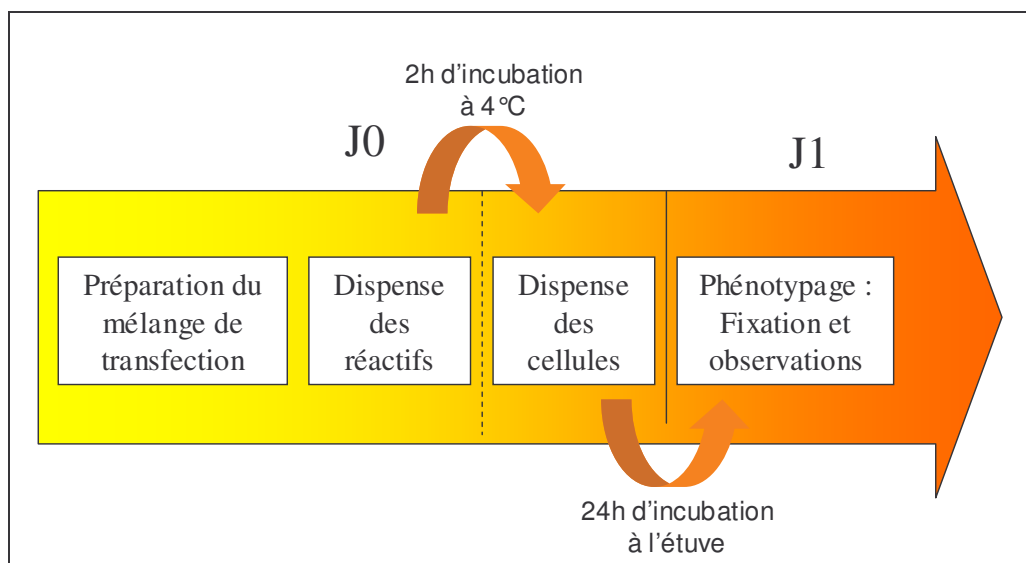 2h d'incubation
à 4°C
J0
J1
Préparation du
mélange de
transfection
Dispense
des
réactifs
Dispense
des
cellules
Phénotypage :
Fixation et
observations
24h d'incubation
à l'étuve